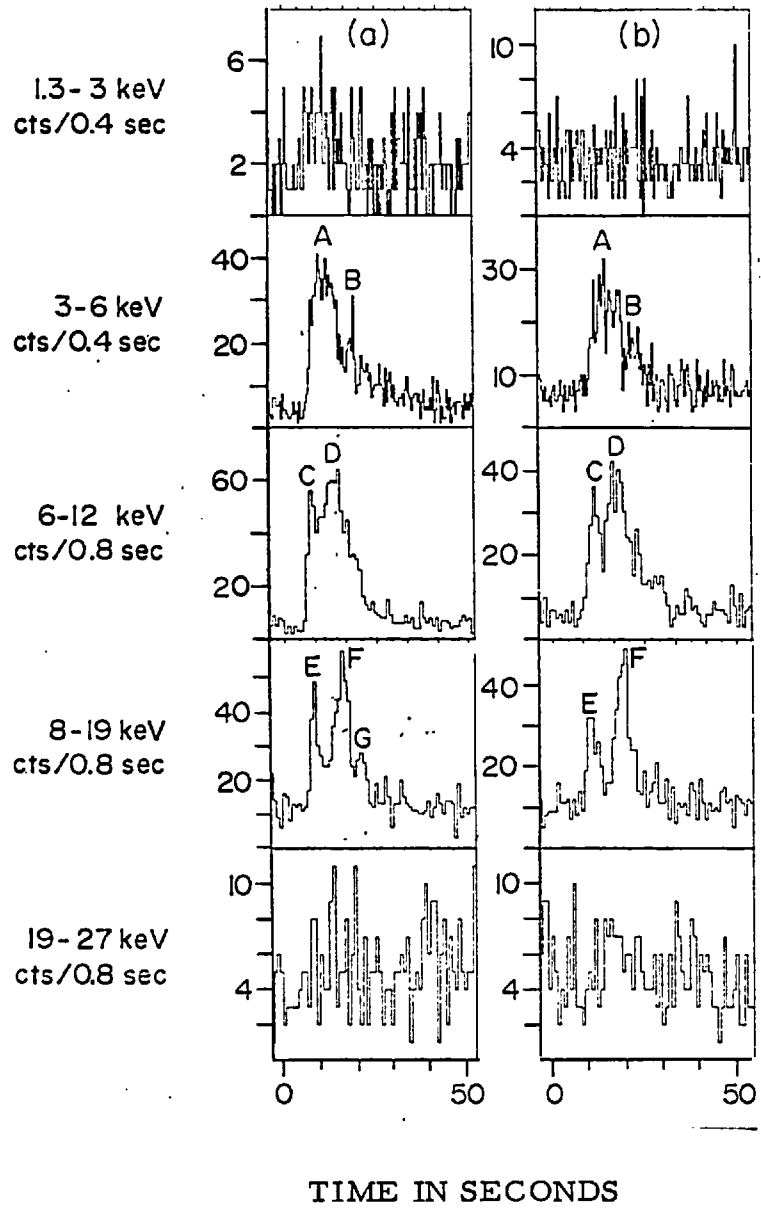 (a) (b)
1.3-3 keV
cts/0.4 sec
6
2
10
4
3-6 keV
cts/0.4 sec
40
20
A
B
30
10
A
B
6-12 keV
cts/0.8 sec
60
20
C
D
40
20
C
D
8-19 keV
cts/0.8 sec
40
20
E
F
G
40
20
E
F
19-27 keV
cts/0.8 sec
10
4
10
4
0 50 0 50
TIME IN SECONDS